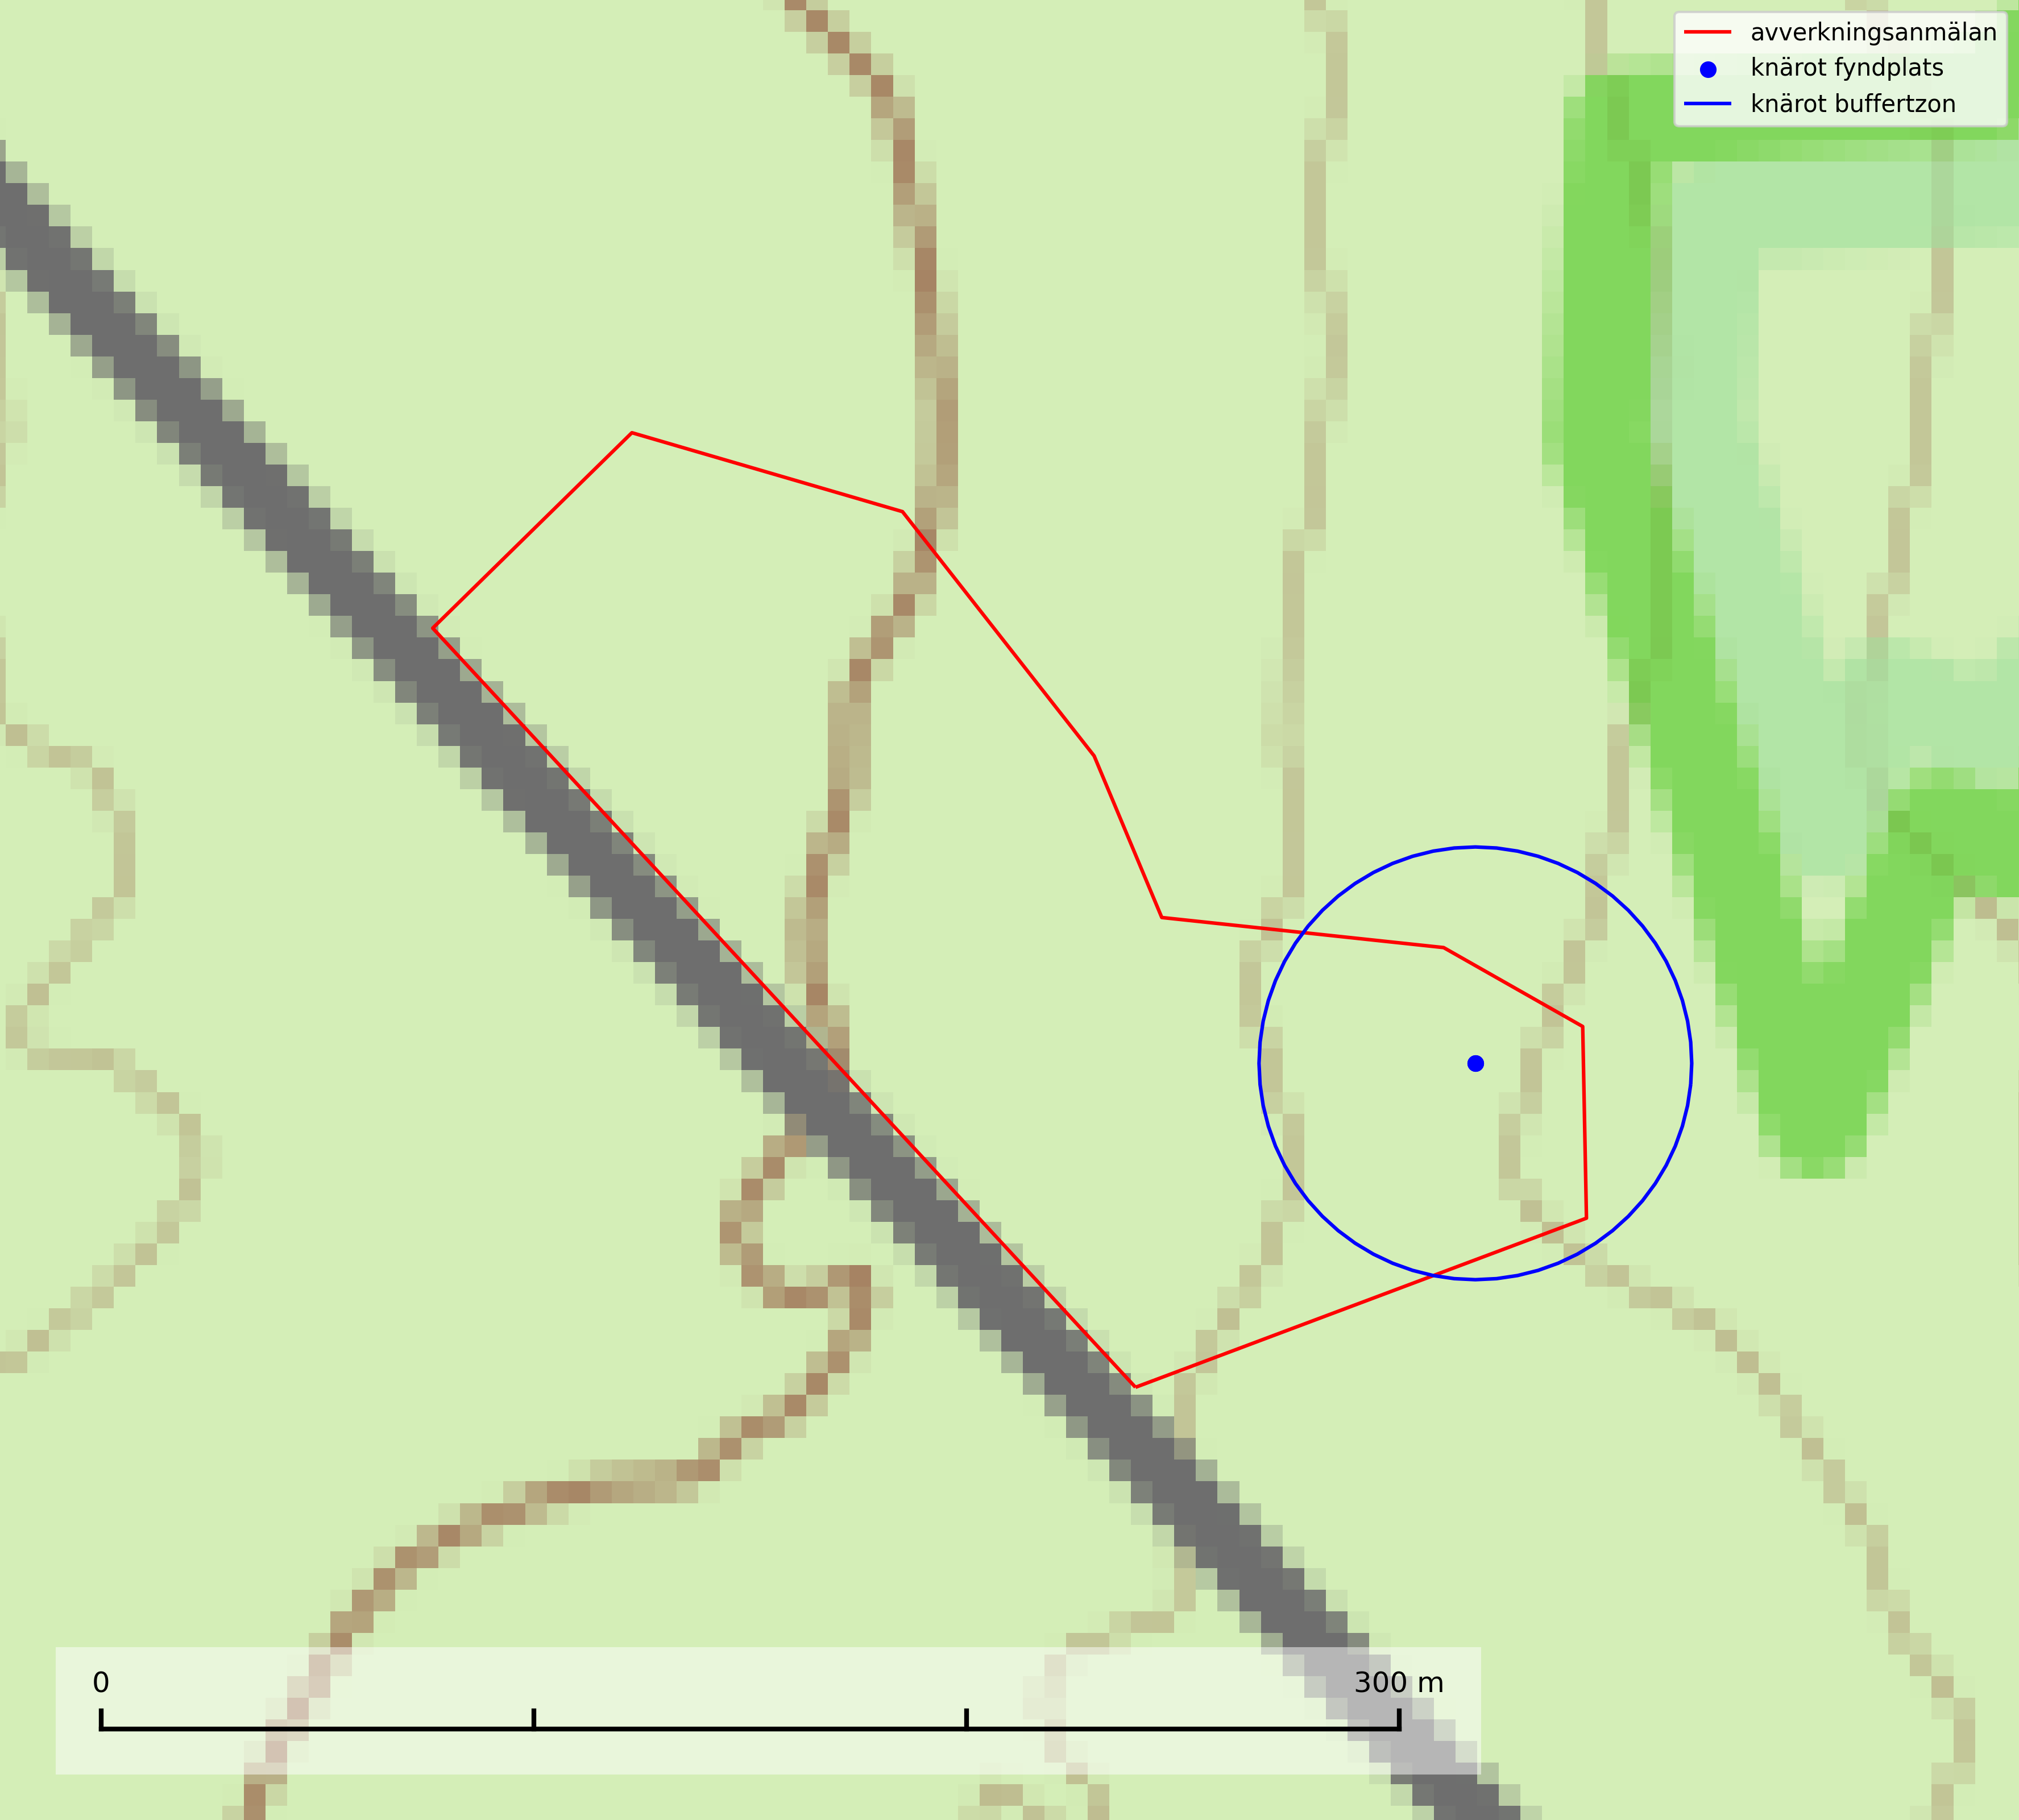 avverkningsanmälan
knärot fyndplats
knärot buffertzon
0 300 m